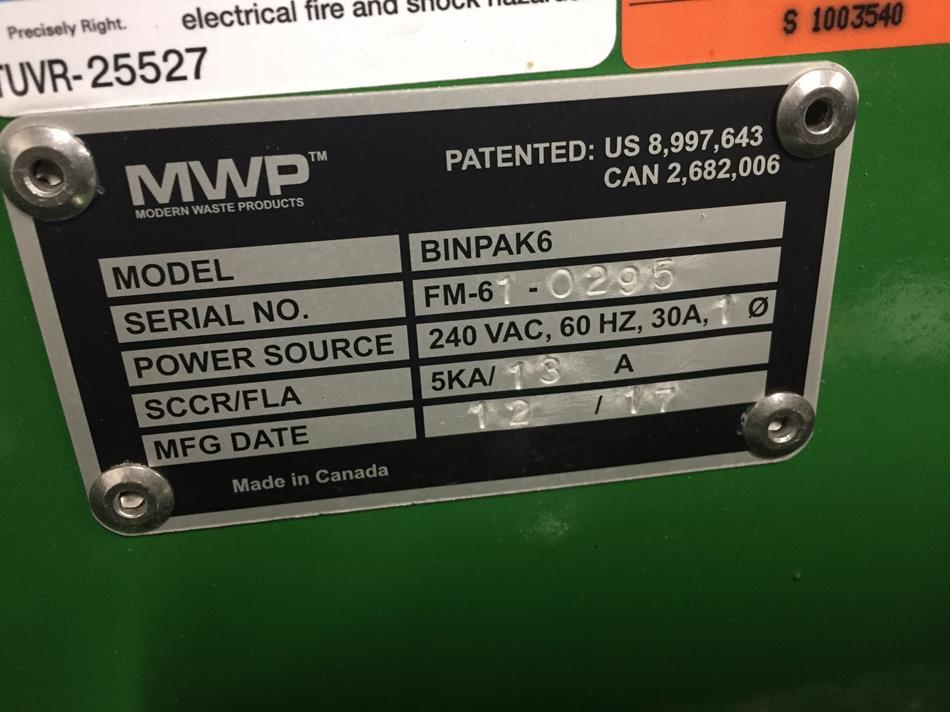 Precisely Right.
electrical fire and shock
TUVR-25527
S 1003540
MWP™
MODERN WASTE PRODUCTS
PATENTED: US 8,997,643
CAN 2,682,006
MODEL BINPAK6
SERIAL NO. FM-61-0295
POWER SOURCE 240 VAC, 60 HZ, 30A, 1 Ø
SCCR/FLA 5KA/ 13 A
MFG DATE 12 / 17
Made in Canada